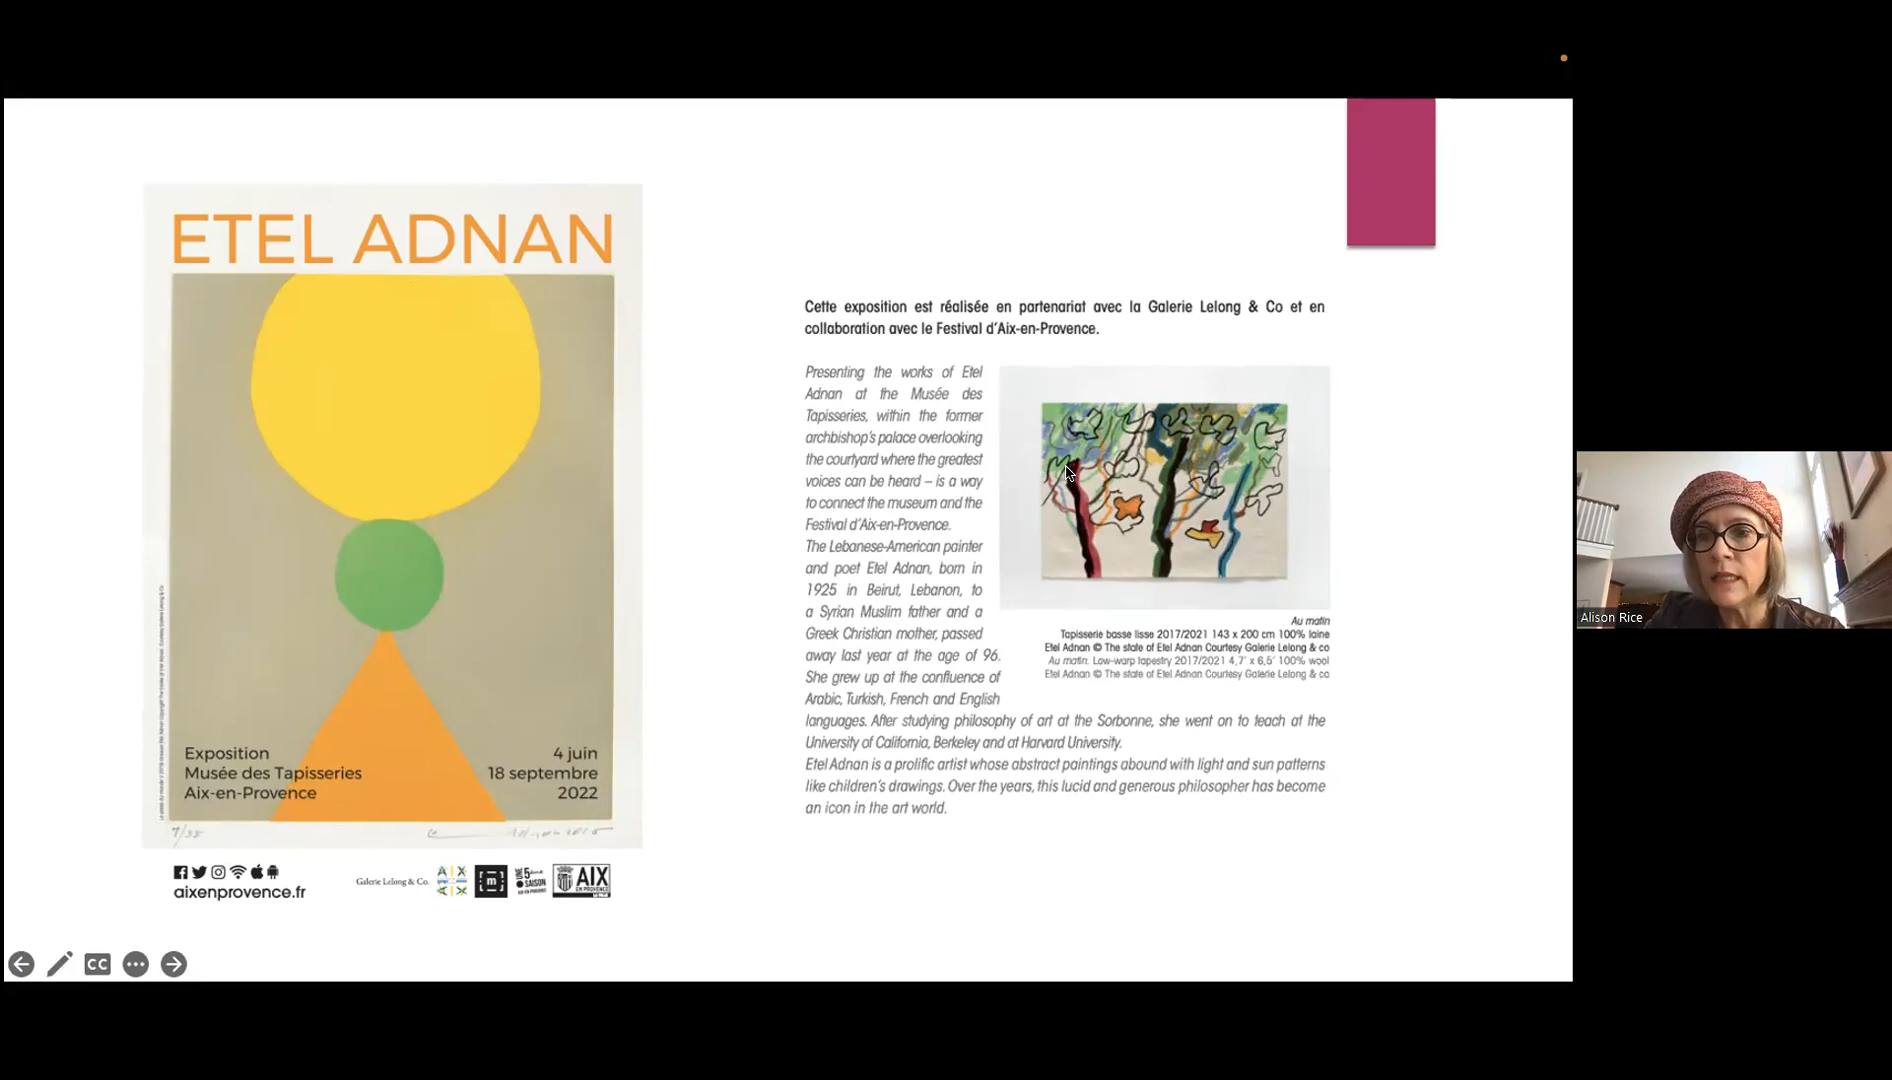 ETEL ADNAN
Exposition
Musée des Tapisseries
Aix-en-Provence
4 juin
18 septembre
2022
7/35
aixenprovence.fr
Galerie Lelong & Co.
AIX
AIX
m
5ème
SAISON
AIX
EN PROVENCE
Cette exposition est réalisée en partenariat avec la Galerie Lelong & Co et en
collaboration avec le Festival d'Aix-en-Provence.
Presenting the works of Etel
Adnan at the Musée des
Tapisseries, within the former
archbishop's palace overlooking
the courtyard where the greatest
voices can be heard – is a way
to connect the museum and the
Festival d'Aix-en-Provence.
The Lebanese-American painter
and poet Etel Adnan, born in
1925 in Beirut, Lebanon, to
a Syrian Muslim father and a
Greek Christian mother, passed
away last year at the age of 96.
She grew up at the confluence of
Arabic, Turkish, French and English
languages. After studying philosophy of art at the Sorbonne, she went on to teach at the
University of California, Berkeley and at Harvard University.
Etel Adnan is a prolific artist whose abstract paintings abound with light and sun patterns
like children's drawings. Over the years, this lucid and generous philosopher has become
an icon in the art world.
Au matin
Tapisserie basse lisse 2017/2021 143 x 200 cm 100% laine
Etel Adnan © The state of Etel Adnan Courtesy Galerie Lelong & co
Au matin. Low-warp tapestry 2017/2021 4,7' x 6,5' 100% wool
Etel Adnan © The state of Etel Adnan Courtesy Galerie Lelong & co
CC
Alison Rice